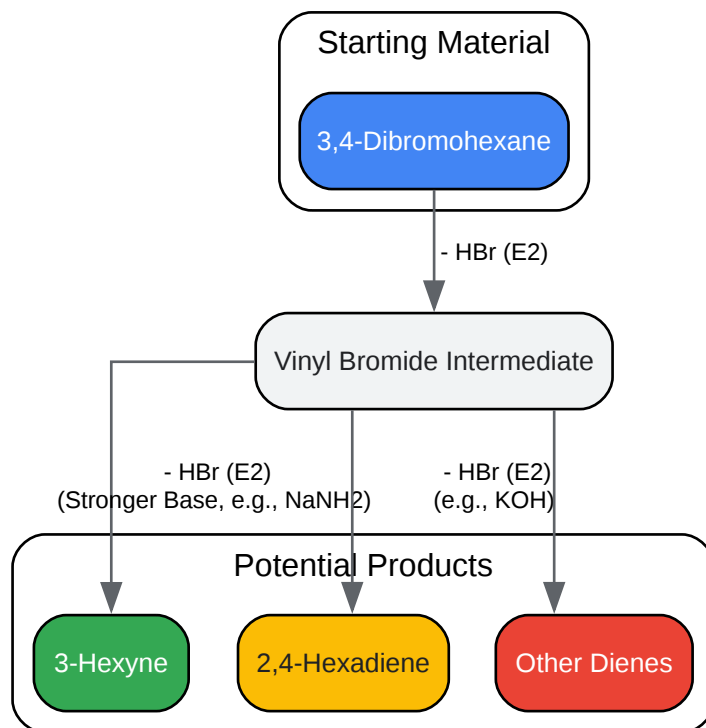 Starting Material
3,4-Dibromohexane
- HBr (E2)
Vinyl Bromide Intermediate
- HBr (E2)
(Stronger Base, e.g., NaNH2)
- HBr (E2)
(e.g., KOH)
Potential Products
3-Hexyne
2,4-Hexadiene
Other Dienes